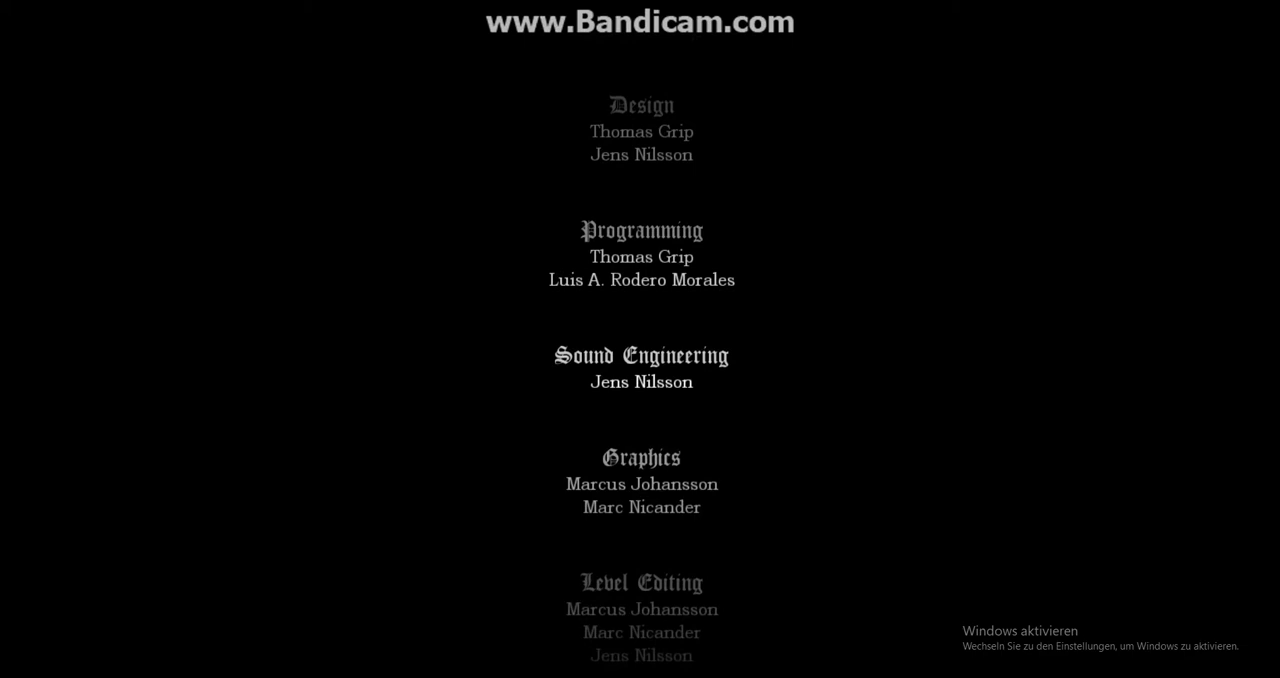 www.Bandicam.com
Design
Thomas Grip
Jens Nilsson
Programming
Thomas Grip
Luis A. Rodero Morales
Sound Engineering
Jens Nilsson
Graphics
Marcus Johansson
Marc Nicander
Level Editing
Marcus Johansson
Marc Nicander
Jens Nilsson
Windows aktivieren
Wechseln Sie zu den Einstellungen, um Windows zu aktivieren.